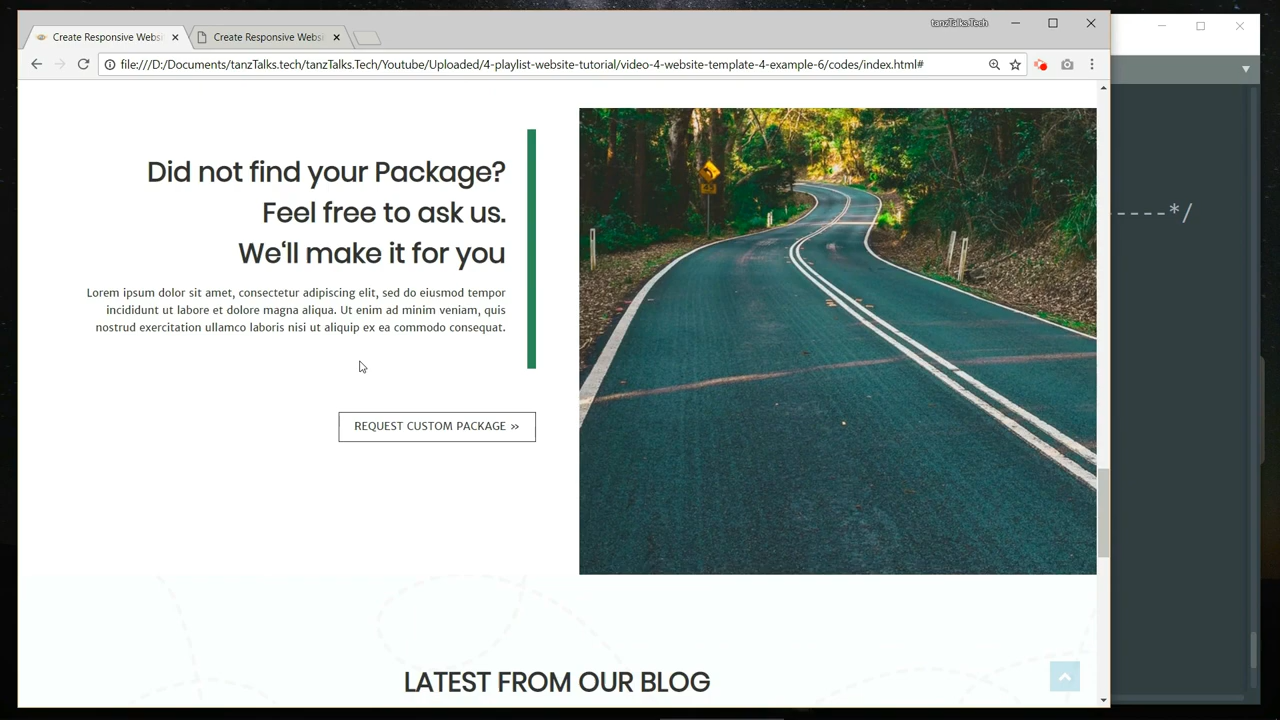 tanzTalks.Tech
Create Responsive Websi
Create Responsive Websi
file:///D:/Documents/tanzTalks.tech/tanzTalks.Tech/Youtube/Uploaded/4-playlist-website-tutorial/video-4-website-template-4-example-6/codes/index.html#
Did not find your Package?
Feel free to ask us.
We‘ll make it for you
Lorem ipsum dolor sit amet, consectetur adipiscing elit, sed do eiusmod tempor
incididunt ut labore et dolore magna aliqua. Ut enim ad minim veniam, quis
nostrud exercitation ullamco laboris nisi ut aliquip ex ea commodo consequat.
REQUEST CUSTOM PACKAGE »
-----*/
LATEST FROM OUR BLOG